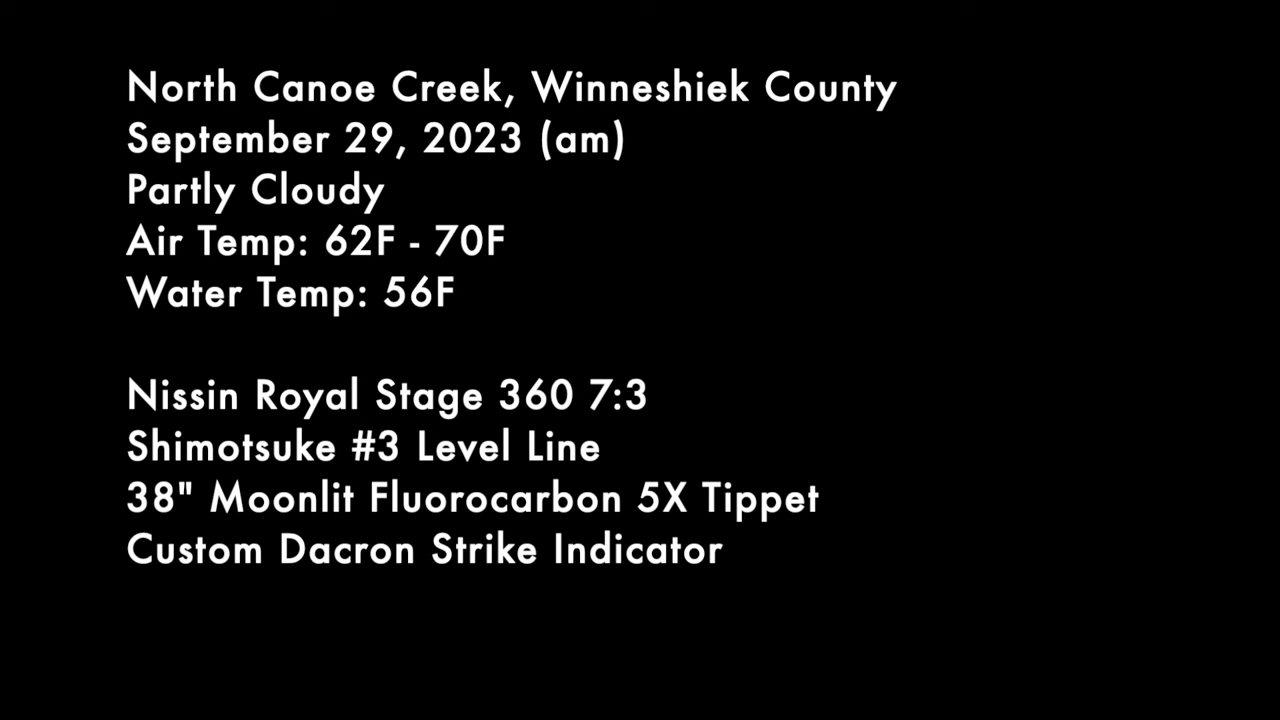 North Canoe Creek, Winneshiek County
September 29, 2023 (am)
Partly Cloudy
Air Temp: 62F - 70F
Water Temp: 56F
Nissin Royal Stage 360 7:3
Shimotsuke #3 Level Line
38" Moonlit Fluorocarbon 5X Tippet
Custom Dacron Strike Indicator